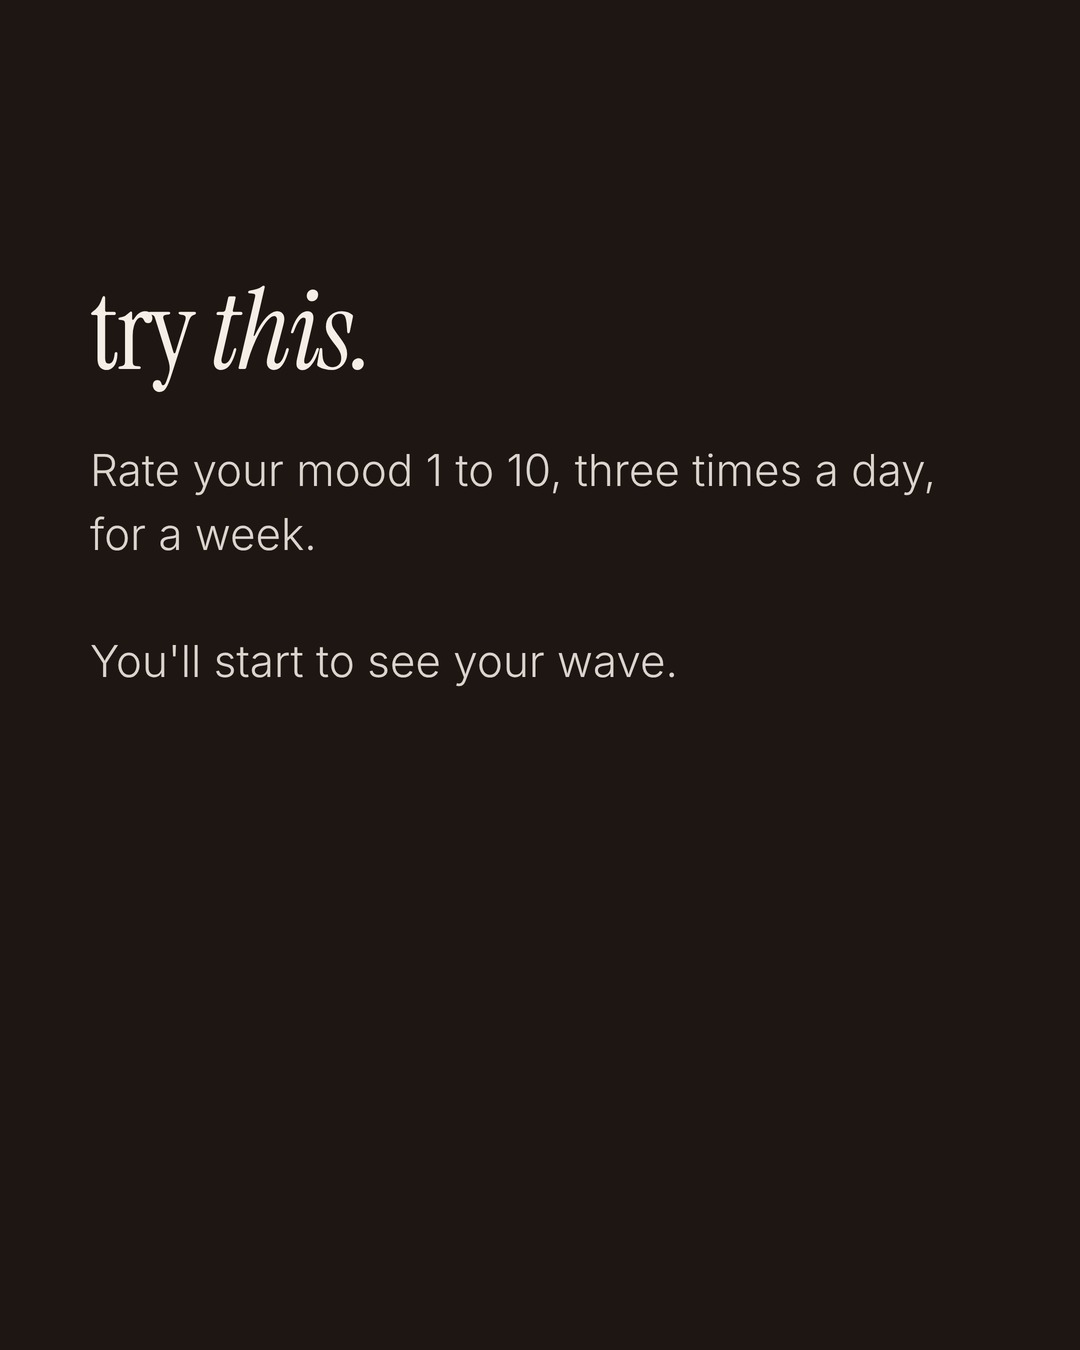 try this.
Rate your mood 1 to 10, three times a day,
for a week.
You'll start to see your wave.